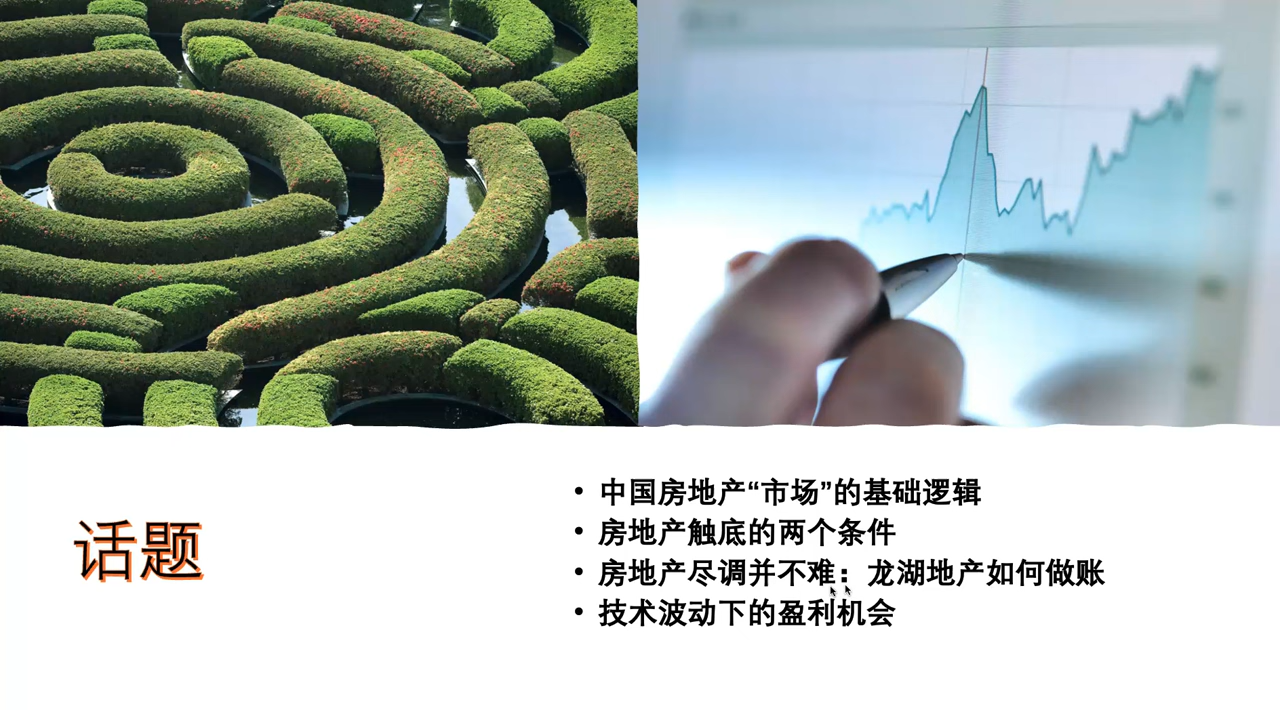 话题
• 中国房地产“市场”的基础逻辑
• 房地产触底的两个条件
• 房地产尽调并不难：龙湖地产如何做账
• 技术波动下的盈利机会